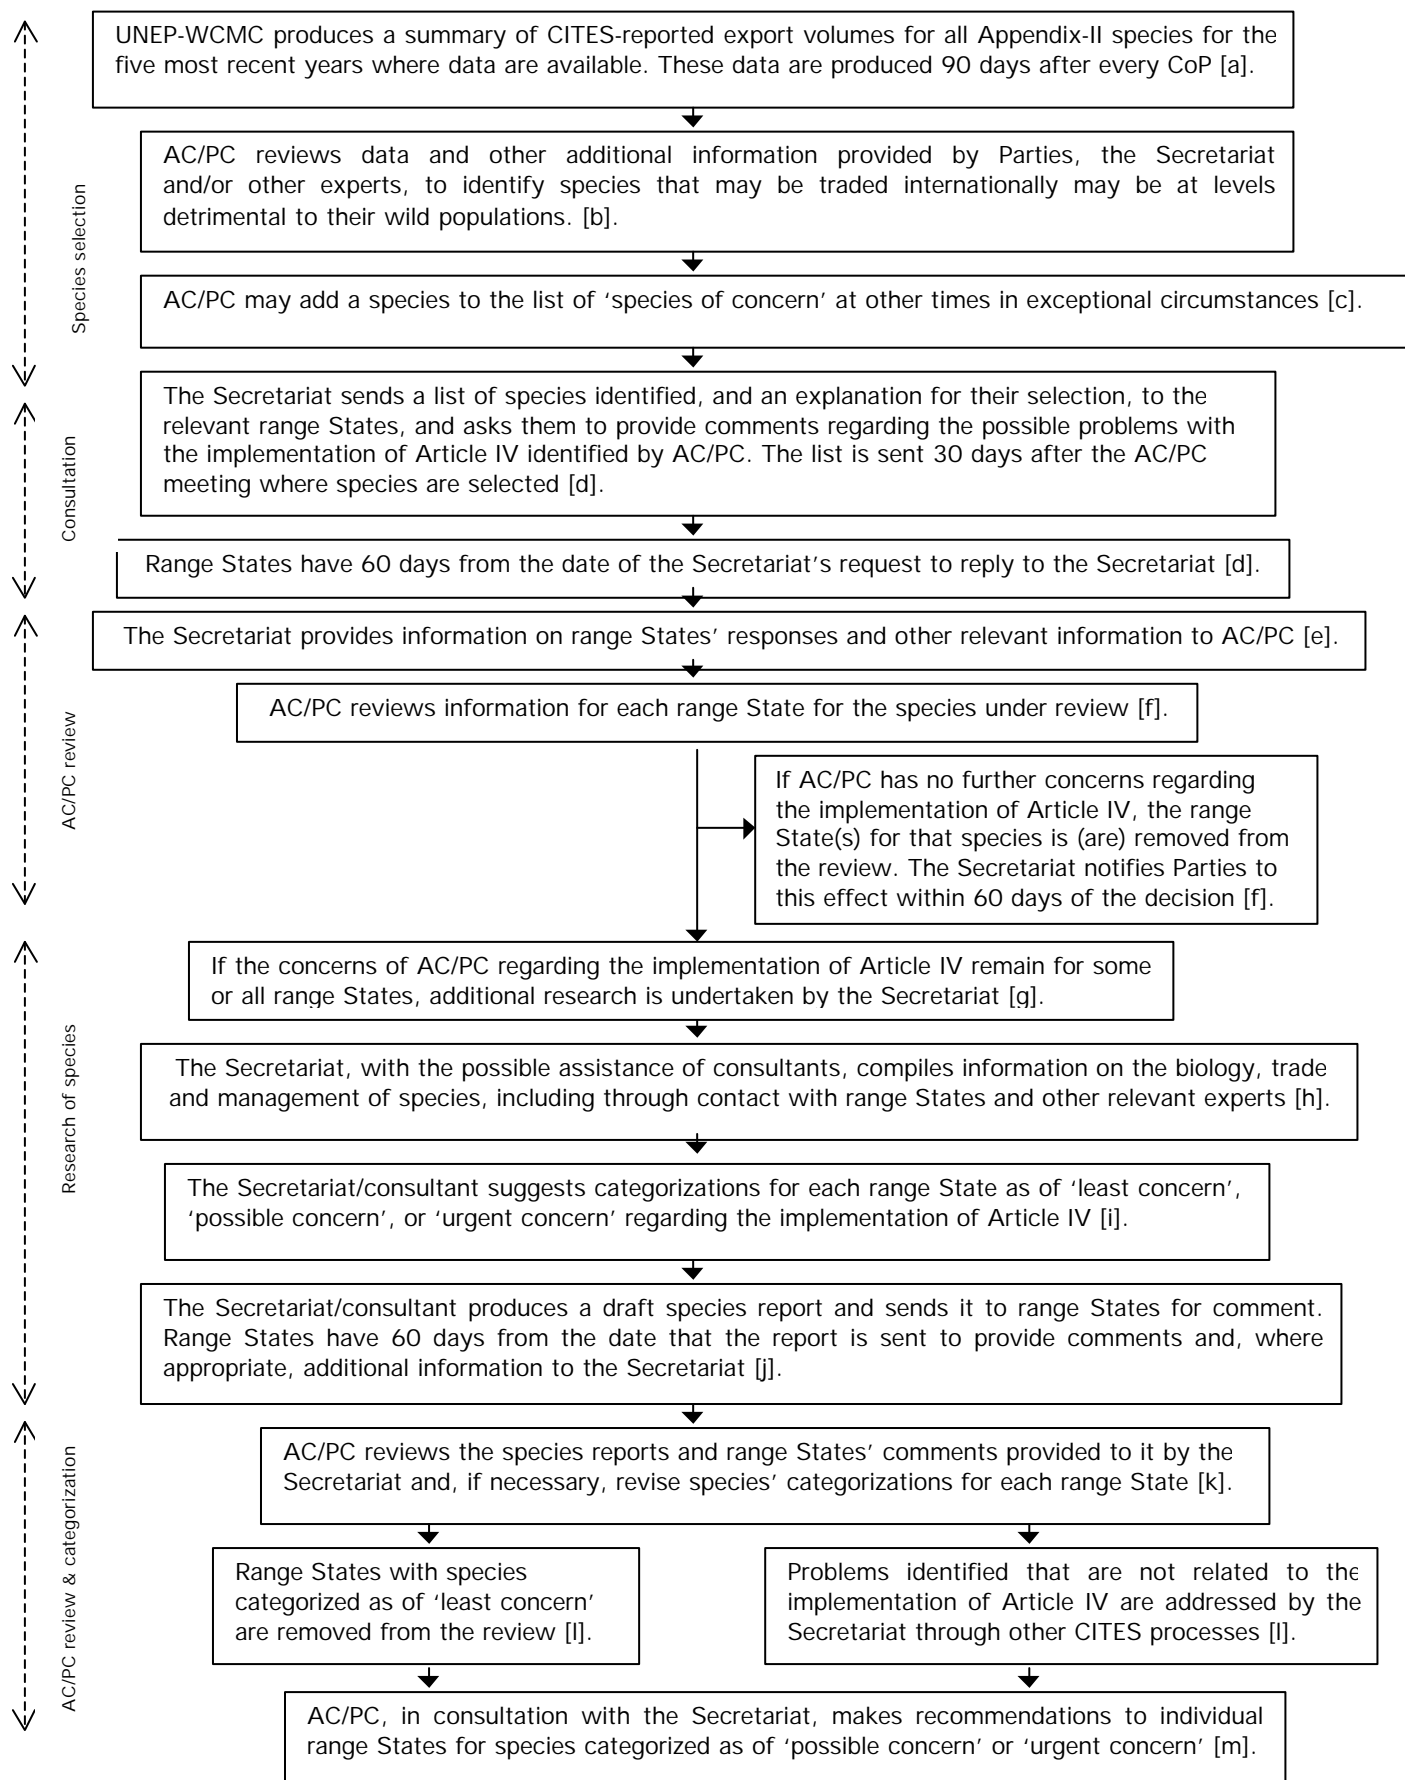 UNEP-WCMC produces a summary of CITES-reported export volumes for all Appendix-II species for the
five most recent years where data are available. These data are produced 90 days after every CoP [a].
AC/PC reviews data and other additional information provided by Parties, the Secretariat
and/or other experts, to identify species that may be traded internationally may be at levels
detrimental to their wild populations. [b].
Species selection
AC/PC may add a species to the list of ‘species of concern’ at other times in exceptional circumstances [c].
The Secretariat sends a list of species identified, and an explanation for their selection, to the
relevant range States, and asks them to provide comments regarding the possible problems with
the implementation of Article IV identified by AC/PC. The list is sent 30 days after the AC/PC
meeting where species are selected [d].
Consultation
Range States have 60 days from the date of the Secretariat’s request to reply to the Secretariat [d].
The Secretariat provides information on range States’ responses and other relevant information to AC/PC [e].
AC/PC reviews information for each range State for the species under review [f].
AC/PC review
If AC/PC has no further concerns regarding
the implementation of Article IV, the range
State(s) for that species is (are) removed from
the review. The Secretariat notifies Parties to
this effect within 60 days of the decision [f].
If the concerns of AC/PC regarding the implementation of Article IV remain for some
or all range States, additional research is undertaken by the Secretariat [g].
The Secretariat, with the possible assistance of consultants, compiles information on the biology, trade
and management of species, including through contact with range States and other relevant experts [h].
Research of species
The Secretariat/consultant suggests categorizations for each range State as of ‘least concern’,
‘possible concern’, or ‘urgent concern’ regarding the implementation of Article IV [i].
The Secretariat/consultant produces a draft species report and sends it to range States for comment.
Range States have 60 days from the date that the report is sent to provide comments and, where
appropriate, additional information to the Secretariat [j].
AC/PC reviews the species reports and range States’ comments provided to it by the
Secretariat and, if necessary, revise species’ categorizations for each range State [k].
AC/PC review & categorization
Range States with species
categorized as of ‘least concern’
are removed from the review [l].
Problems identified that are not related to the
implementation of Article IV are addressed by the
Secretariat through other CITES processes [l].
AC/PC, in consultation with the Secretariat, makes recommendations to individual
range States for species categorized as of ‘possible concern’ or ‘urgent concern’ [m].